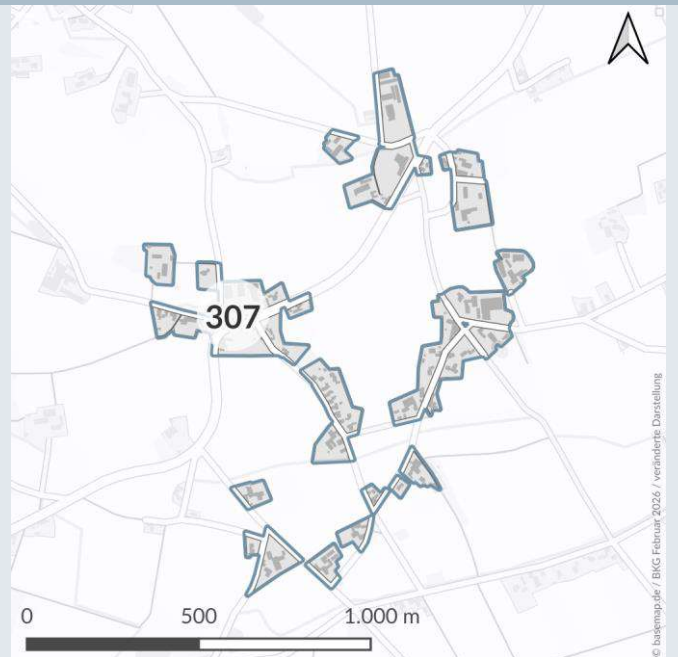 307
0 500 1.000 m
© basemap.de / BKG Februar 2026 / veränderte Darstellung